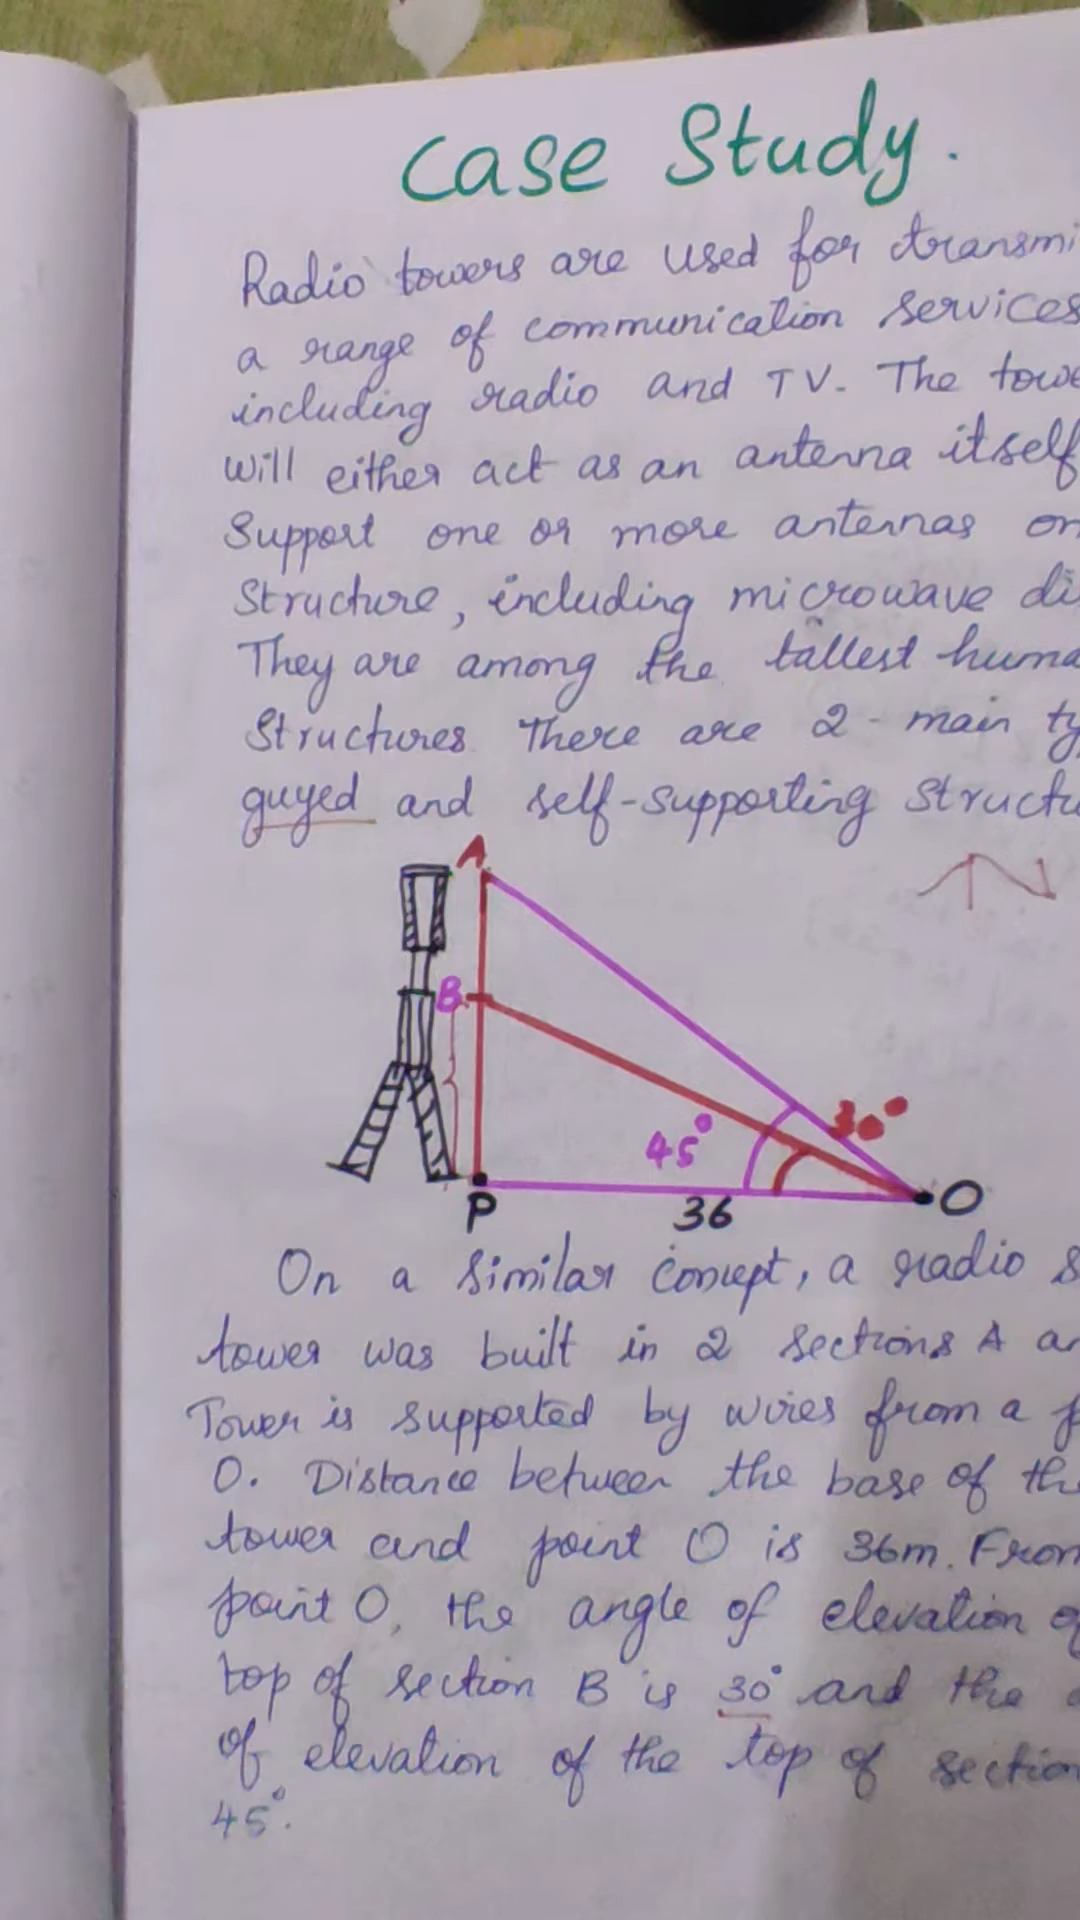 Case Study.
Radio towers are used for transmi
a range of communication services
including radio and TV. The towe
will either act as an antenna itself
Support one or more antennas on
Structure, including microwave di
They are among the tallest huma
Structures. There are 2 - main ty
guyed and self-supporting structu
A
B
45°
30°
P
36
O
On a similar concept, a radio s
tower was built in 2 sections A a
Tower is supported by wires from a p
O. Distance between the base of the
tower and point O is 36m. From
point O, the angle of elevation o
top of section B is 30° and the a
of elevation of the top of section
45°.